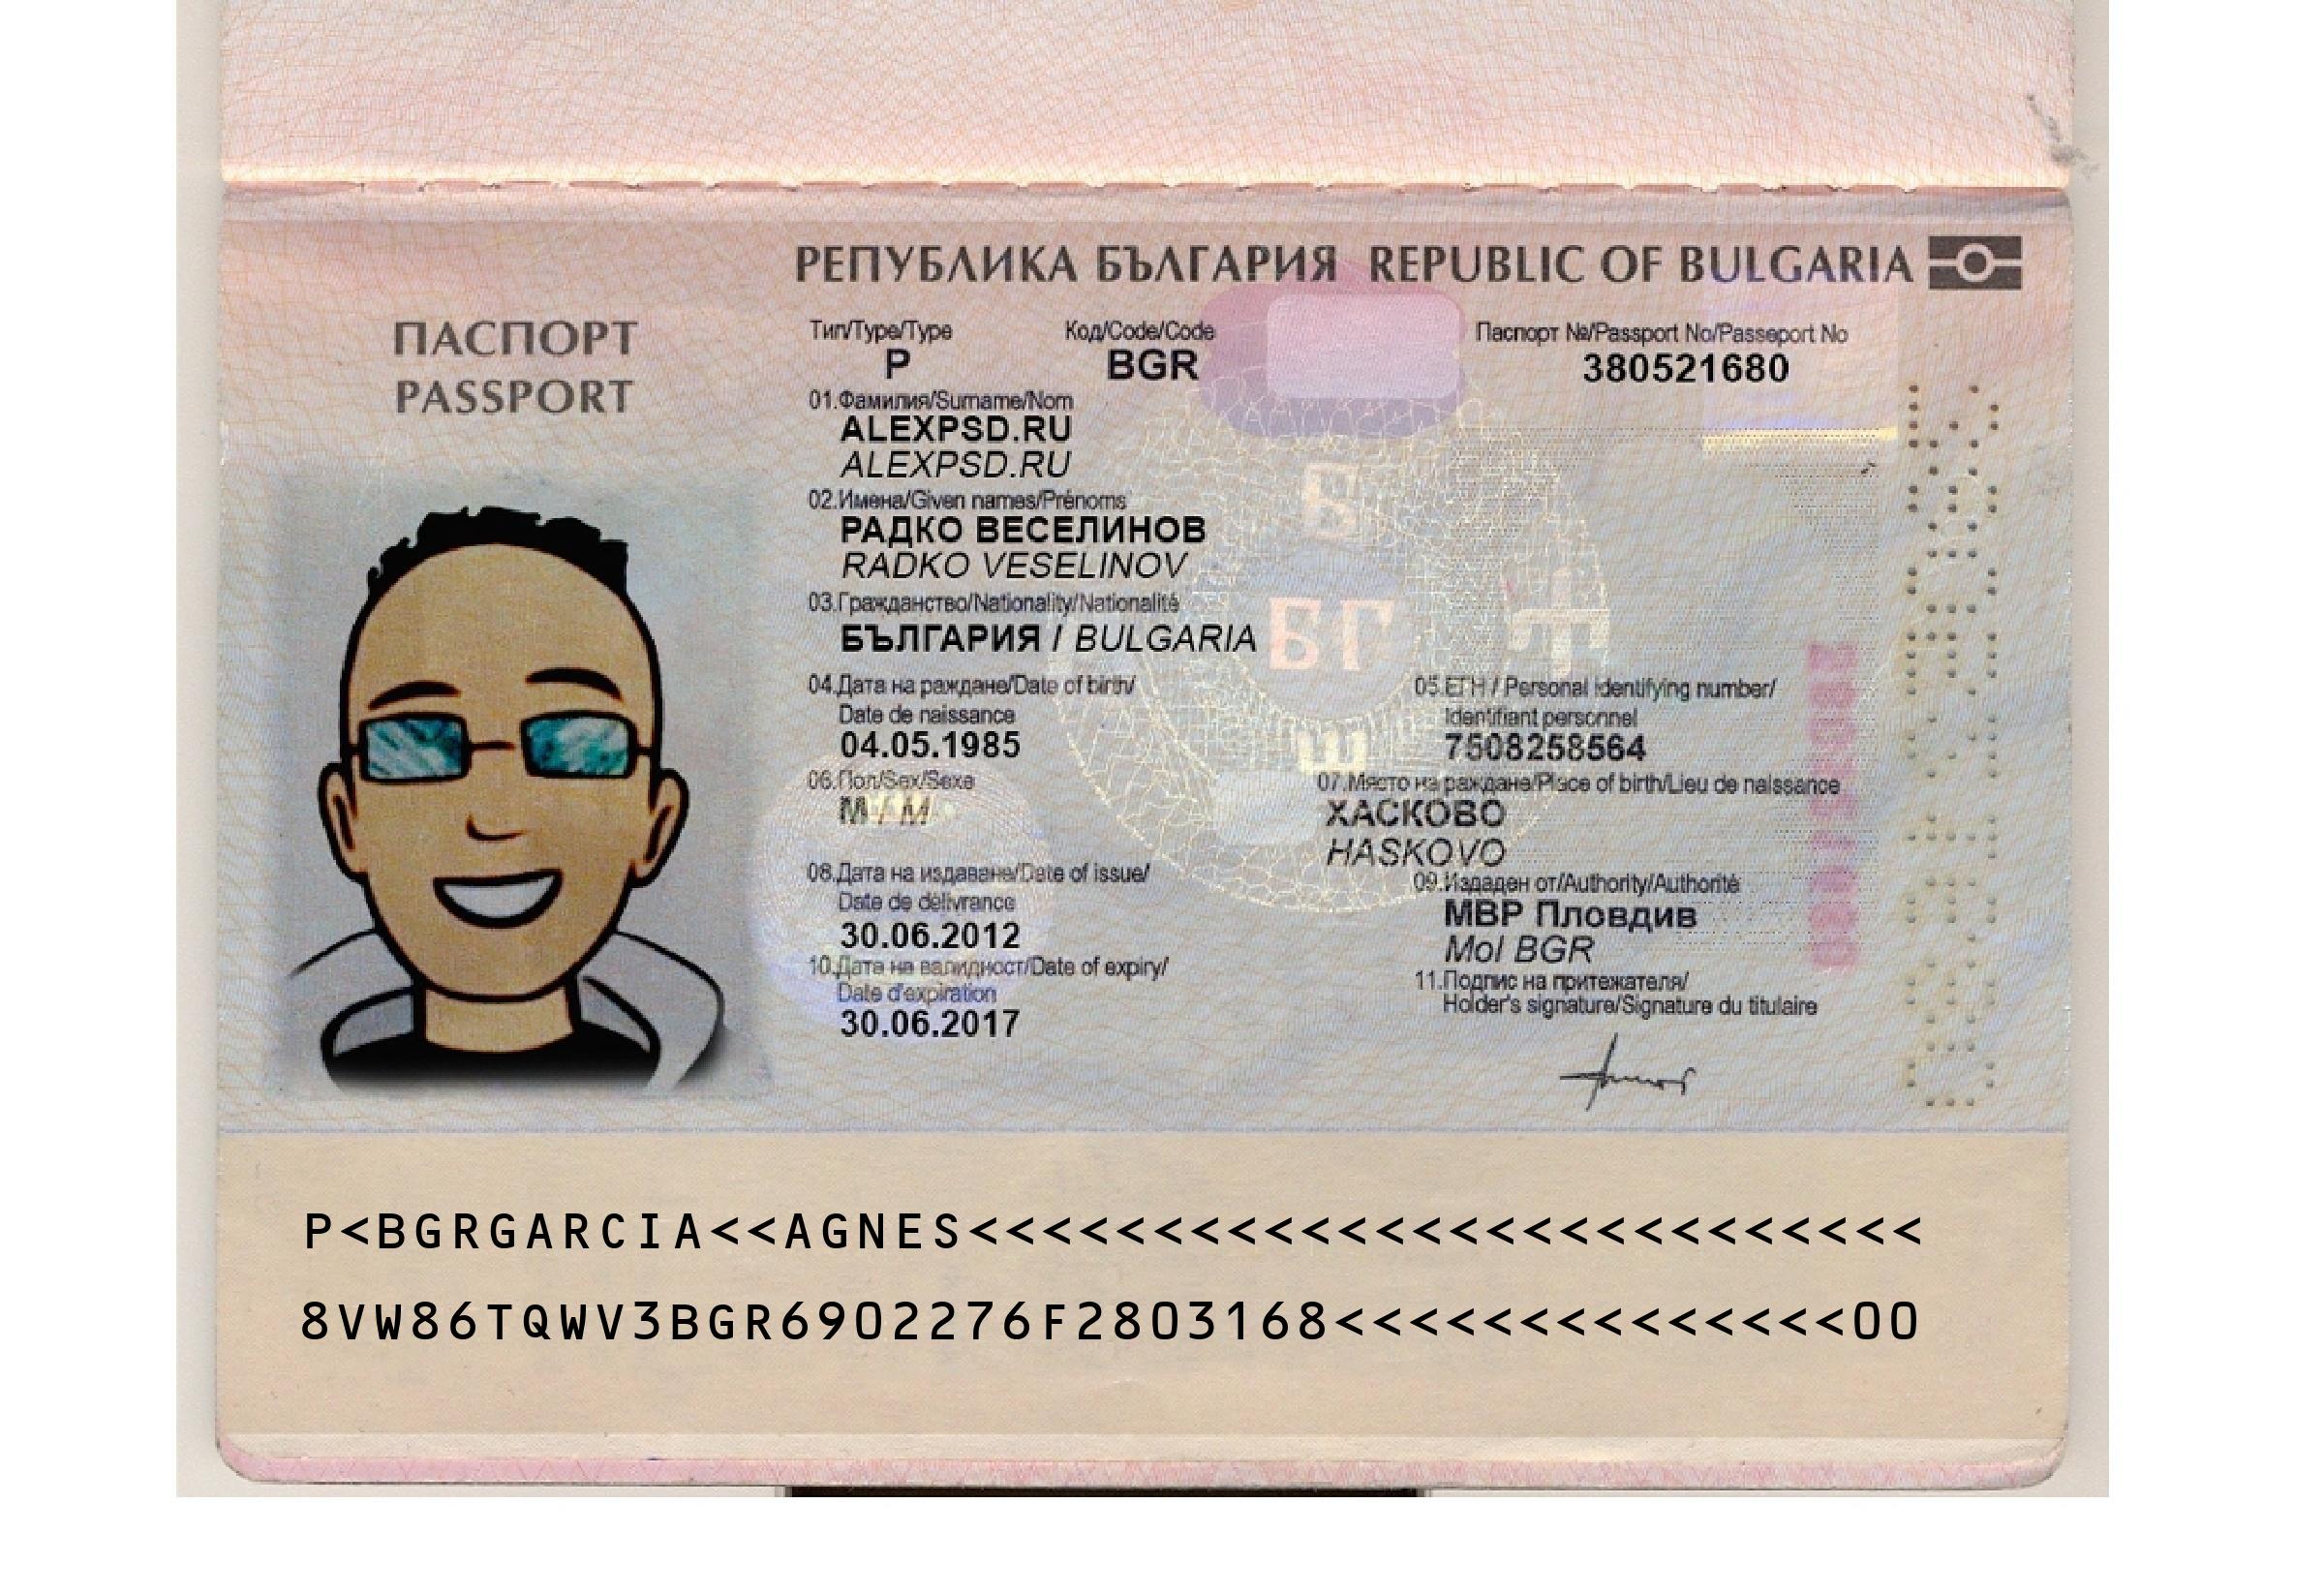 РЕПУБЛИКА БЪЛГАРИЯ REPUBLIC OF BULGARIA
ПАСПОРТ
PASSPORT
Тип/Type/Type Код/Code/Code Паспорт №/Passport No/Passeport No
P BGR 380521680
01.Фамилия/Surname/Nom
ALEXPSD.RU
ALEXPSD.RU
02.Имена/Given names/Prénoms
РАДКО ВЕСЕЛИНОВ
RADKO VESELINOV
03.Гражданство/Nationality/Nationalité
БЪЛГАРИЯ / BULGARIA
04.Дата на раждане/Date of birth/
Date de naissance
04.05.1985
05.ЕГН / Personal identifying number/
Identifiant personnel
7508258564
06.Пол/Sex/Sexe
М / M
07.Място на раждане/Place of birth/Lieu de naissance
ХАСКОВО
HASKOVO
08.Дата на издаване/Date of issue/
Date de délivrance
30.06.2012
09.Издаден от/Authority/Authorité
МВР Пловдив
MoI BGR
10.Дата на валидност/Date of expiry/
Date d'expiration
30.06.2017
11.Подпис на притежателя/
Holder's signature/Signature du titulaire
P<BGRGARCIA<<AGNES<<<<<<<<<<<<<<<<<<<<<<<<<<
8VW86TQWV3BGR6902276F2803168<<<<<<<<<<<<<<00